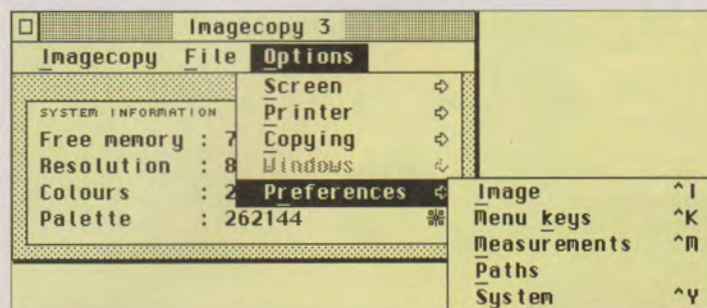 Imagecopy 3
Imagecopy File Options
SYSTEM INFORMATION
Free memory : 7
Resolution : 8
Colours : 2
Palette : 262144
Screen
Printer
Copying
Windows
Preferences
Image ^I
Menu keys ^K
Measurements ^M
Paths
System ^Y